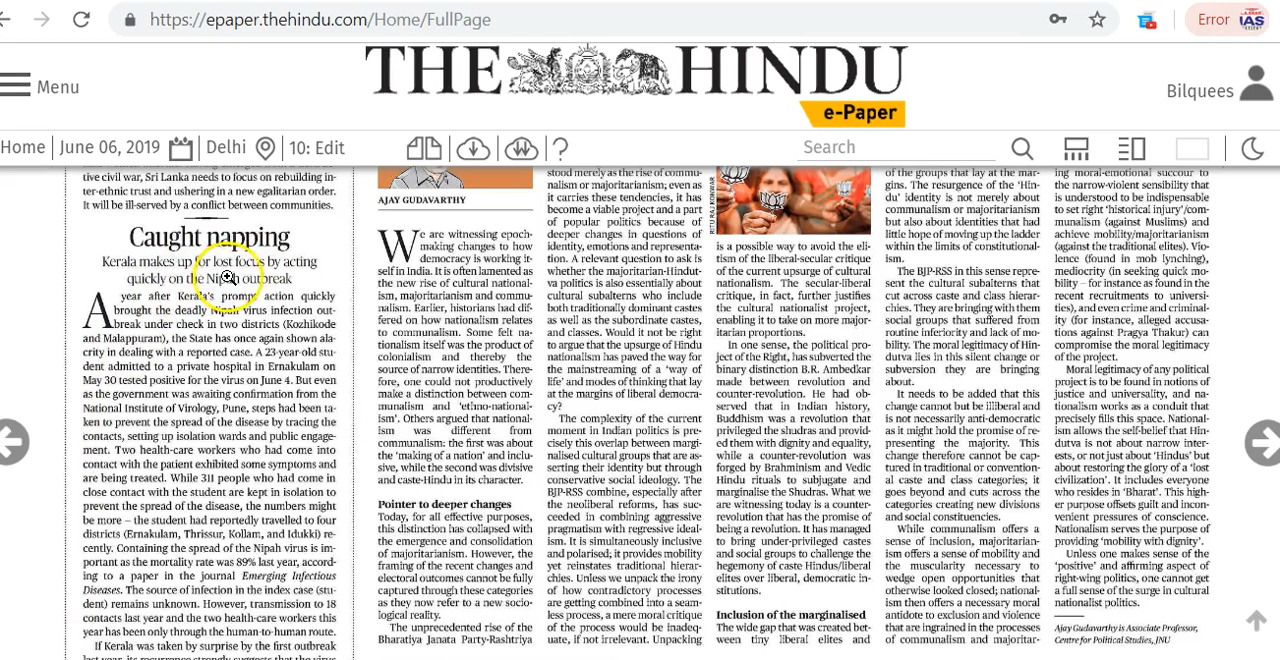 https://epaper.thehindu.com/Home/FullPage
Error
IAS
THE HINDU
e-Paper
Menu
Bilquees
Home
June 06, 2019
Delhi
10: Edit
?
Search
tive civil war, Sri Lanka needs to focus on rebuilding in-
ter-ethnic trust and ushering in a new egalitarian order.
It will be ill-served by a conflict between communities.
Caught napping
Kerala makes up for lost focus by acting
quickly on the Nipah outbreak
A year after Kerala's prompt action quickly
brought the deadly Nipah virus infection out-
break under check in two districts (Kozhikode
and Malappuram), the State has once again shown ala-
crity in dealing with a reported case. A 23-year-old stu-
dent admitted to a private hospital in Ernakulam on
May 30 tested positive for the virus on June 4. But even
as the government was awaiting confirmation from the
National Institute of Virology, Pune, steps had been ta-
ken to prevent the spread of the disease by tracing the
contacts, setting up isolation wards and public engage-
ment. Two health-care workers who had come into
contact with the patient exhibited some symptoms and
are being treated. While 311 people who had come in
close contact with the student are kept in isolation to
prevent the spread of the disease, the numbers might
be more – the student had reportedly travelled to four
districts (Ernakulam, Thrissur, Kollam, and Idukki) re-
cently. Containing the spread of the Nipah virus is im-
portant as the mortality rate was 89% last year, accord-
ing to a paper in the journal Emerging Infectious
Diseases. The source of infection in the index case (stu-
dent) remains unknown. However, transmission to 18
contacts last year and the two health-care workers this
year has been only through the human-to-human route.
If Kerala was taken by surprise by the first outbreak
last year, its recurrence strongly suggests that the virus
AJAY GUDAVARTHY
We are witnessing epoch-
making changes to how
democracy is working it-
self in India. It is often lamented as
the new rise of cultural national-
ism, majoritarianism and commu-
nalism. Earlier, historians had dif-
fered on how nationalism relates
to communalism. Some felt na-
tionalism itself was the product of
colonialism and thereby the
source of narrow identities. There-
fore, one could not productively
make a distinction between com-
munalism and 'ethno-national-
ism'. Others argued that national-
ism was different from
communalism: the first was about
the 'making of a nation' and inclu-
sive, while the second was divisive
and caste-Hindu in its character.
Pointer to deeper changes
Today, for all effective purposes,
this distinction has collapsed with
the emergence and consolidation
of majoritarianism. However, the
framing of the recent changes and
electoral outcomes cannot be fully
captured through these categories
as they now refer to a new socio-
logical reality.
The unprecedented rise of the
Bharatiya Janata Party-Rashtriya
stood merely as the rise of commu-
nalism or majoritarianism; even as
it carries these tendencies, it has
become a viable project and a part
of popular politics because of
deeper changes in questions of
identity, emotions and representa-
tion. A relevant question to ask is
whether the majoritarian-Hindut-
va politics is also essentially about
cultural subalterns who include
both traditionally dominant castes
as well as the subordinate castes,
and classes. Would it not be right
to argue that the upsurge of Hindu
nationalism has paved the way for
the mainstreaming of a 'way of
life' and modes of thinking that lay
at the margins of liberal democra-
cy?
The complexity of the current
moment in Indian politics is pre-
cisely this overlap between margi-
nalised cultural groups that are as-
serting their identity but through
conservative social ideology. The
BJP-RSS combine, especially after
the neoliberal reforms, has suc-
ceeded in combining aggressive
pragmatism with regressive ideal-
ism. It is simultaneously inclusive
and polarised; it provides mobility
yet reinstates traditional hierar-
chies. Unless we unpack the irony
of how contradictory processes
are getting combined into a seam-
less process, a mere moral critique
of the process would be inadeq-
uate, if not irrelevant. Unpacking
RITU RAJ KONWAR
is a possible way to avoid the eli-
tism of the liberal-secular critique
of the current upsurge of cultural
nationalism. The secular-liberal
critique, in fact, further justifies
the cultural nationalist project,
enabling it to take on more major-
itarian proportions.
In one sense, the political pro-
ject of the Right, has subverted the
binary distinction B.R. Ambedkar
made between revolution and
counter-revolution. He had ob-
served that in Indian history,
Buddhism was a revolution that
privileged the shudras and provid-
ed them with dignity and equality,
while a counter-revolution was
forged by Brahminism and Vedic
Hindu rituals to subjugate and
marginalise the Shudras. What we
are witnessing today is a counter-
revolution that has the promise of
being a revolution. It has managed
to bring under-privileged castes
and social groups to challenge the
hegemony of caste Hindus/liberal
elites over liberal, democratic in-
stitutions.
Inclusion of the marginalised
The wide gap that was created bet-
ween tiny liberal elites and
of the groups that lay at the mar-
gins. The resurgence of the 'Hin-
du' identity is not merely about
communalism or majoritarianism
but also about identities that had
little hope of moving up the ladder
within the limits of constitutional-
ism.
The BJP-RSS in this sense repre-
sent the cultural subalterns that
cut across caste and class hierar-
chies. They are bringing with them
social groups that suffered from
routine inferiority and lack of mo-
bility. The moral legitimacy of Hin-
dutva lies in this silent change or
subversion they are bringing
about.
It needs to be added that this
change cannot but be illiberal and
is not necessarily anti-democratic
as it might hold the promise of re-
presenting the majority. This
change therefore cannot be cap-
tured in traditional or convention-
al caste and class categories; it
goes beyond and cuts across the
categories creating new divisions
and social constituencies.
While communalism offers a
sense of inclusion, majoritarian-
ism offers a sense of mobility and
the muscularity necessary to
wedge open opportunities that
otherwise looked closed; national-
ism then offers a necessary moral
antidote to exclusion and violence
that are ingrained in the processes
of communalism and majoritar-
ing moral-emotional succour to
the narrow-violent sensibility that
is understood to be indispensable
to set right 'historical injury'/com-
munalism (against Muslims) and
achieve mobility/majoritarianism
(against the traditional elites). Vio-
lence (found in mob lynching),
mediocrity (in seeking quick mo-
bility – for instance as found in the
recent recruitments to universi-
ties), and even crime and criminal-
ity (for instance, alleged accusa-
tions against Pragya Thakur) can
compromise the moral legitimacy
of the project.
Moral legitimacy of any political
project is to be found in notions of
justice and universality, and na-
tionalism works as a conduit that
precisely fills this space. National-
ism allows the self-belief that Hin-
dutva is not about narrow inter-
ests, or not just about 'Hindus' but
about restoring the glory of a 'lost
civilization'. It includes everyone
who resides in 'Bharat'. This high-
er purpose offsets guilt and incon-
venient pressures of conscience.
Nationalism serves the purpose of
providing 'mobility with dignity'.
Unless one makes sense of the
'positive' and affirming aspect of
right-wing politics, one cannot get
a full sense of the surge in cultural
nationalist politics.
Ajay Gudavarthy is Associate Professor,
Centre for Political Studies, JNU